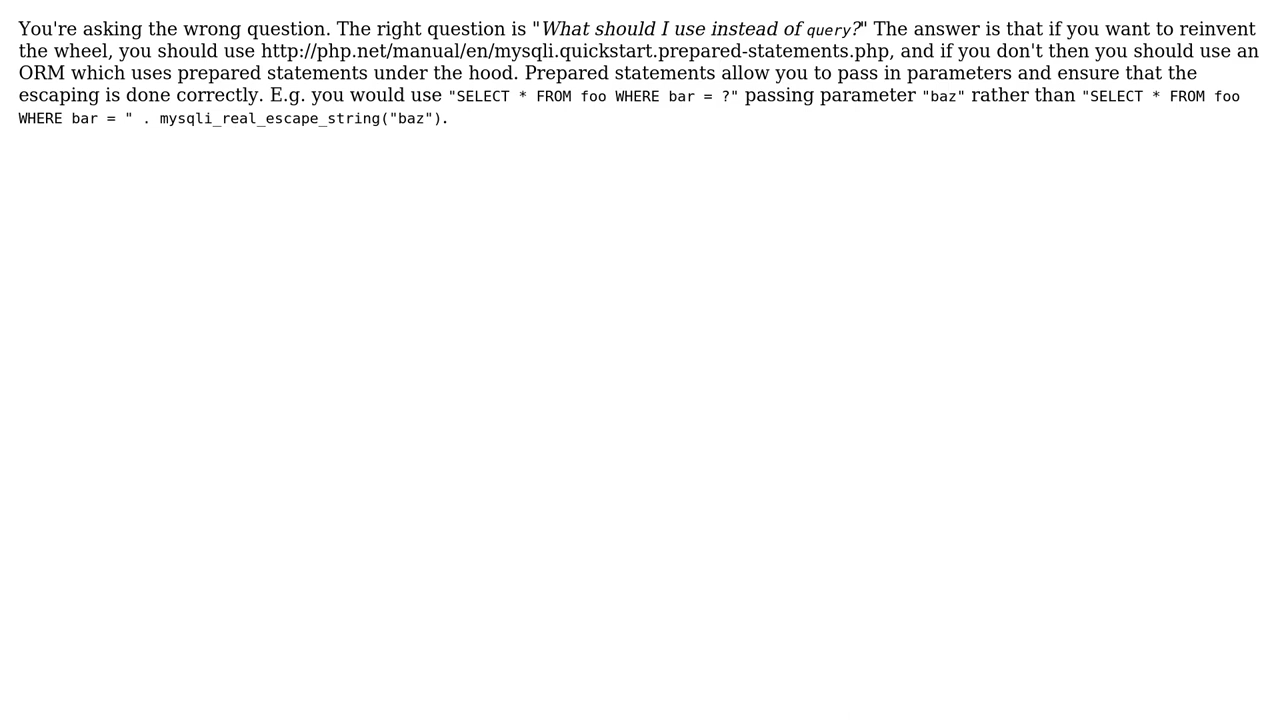 You're asking the wrong question. The right question is "What should I use instead of query?" The answer is that if you want to reinvent
the wheel, you should use http://php.net/manual/en/mysqli.quickstart.prepared-statements.php, and if you don't then you should use an
ORM which uses prepared statements under the hood. Prepared statements allow you to pass in parameters and ensure that the
escaping is done correctly. E.g. you would use "SELECT * FROM foo WHERE bar = ?" passing parameter "baz" rather than "SELECT * FROM foo
WHERE bar = " . mysqli_real_escape_string("baz").